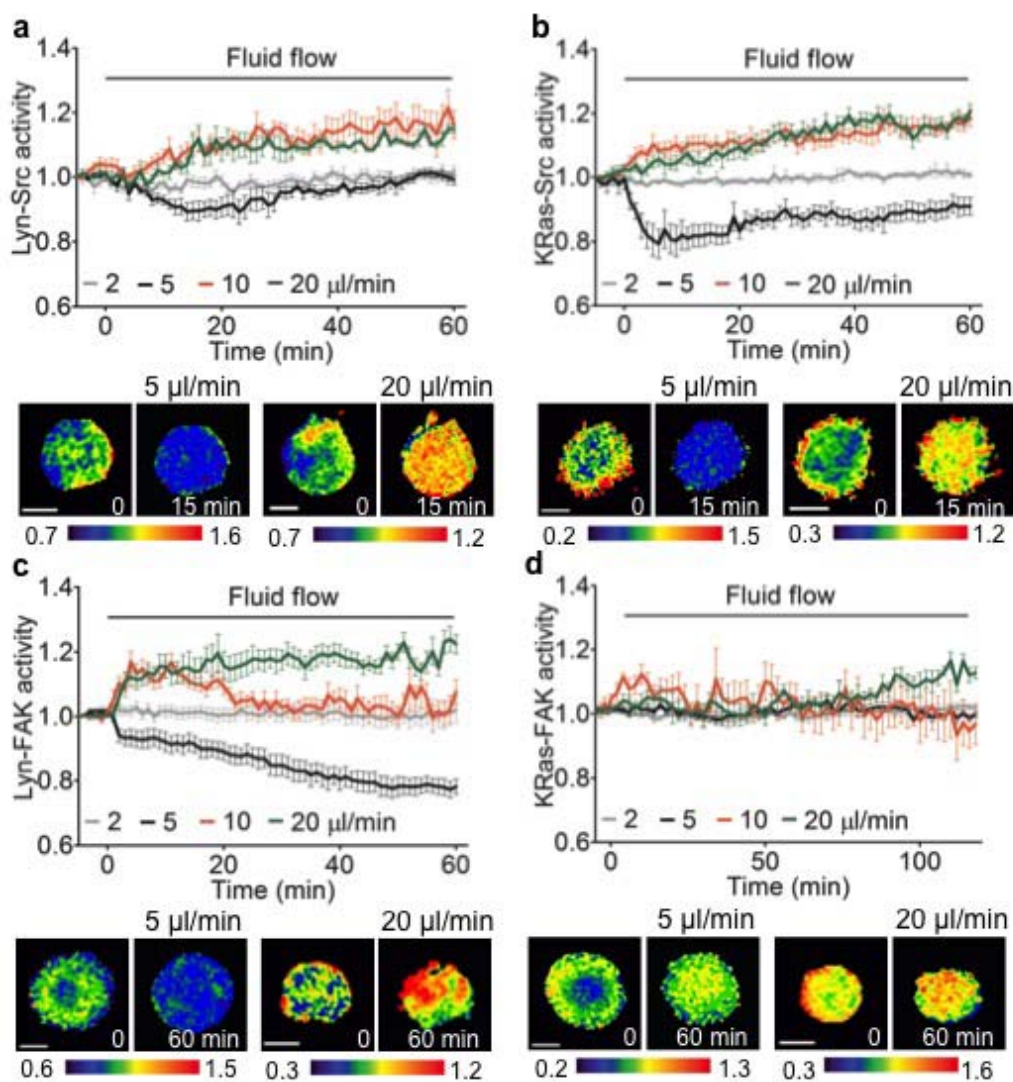 a
1.4
1.2
1.0
0.8
0.6
Lyn-Src activity
Fluid flow
2 5 10 20 µl/min
0 20 40 60
Time (min)
b
1.4
1.2
1.0
0.8
0.6
KRas-Src activity
Fluid flow
2 5 10 20 µl/min
0 20 40 60
Time (min)
5 µl/min 20 µl/min
0 15 min 0 15 min
0.7 1.6 0.7 1.2
5 µl/min 20 µl/min
0 15 min 0 15 min
0.2 1.5 0.3 1.2
c
1.4
1.2
1.0
0.8
0.6
Lyn-FAK activity
Fluid flow
2 5 10 20 µl/min
0 20 40 60
Time (min)
d
1.4
1.2
1.0
0.8
0.6
KRas-FAK activity
Fluid flow
2 5 10 20 µl/min
0 50 100
Time (min)
5 µl/min 20 µl/min
0 60 min 0 60 min
0.6 1.5 0.3 1.2
5 µl/min 20 µl/min
0 60 min 0 60 min
0.2 1.3 0.3 1.6